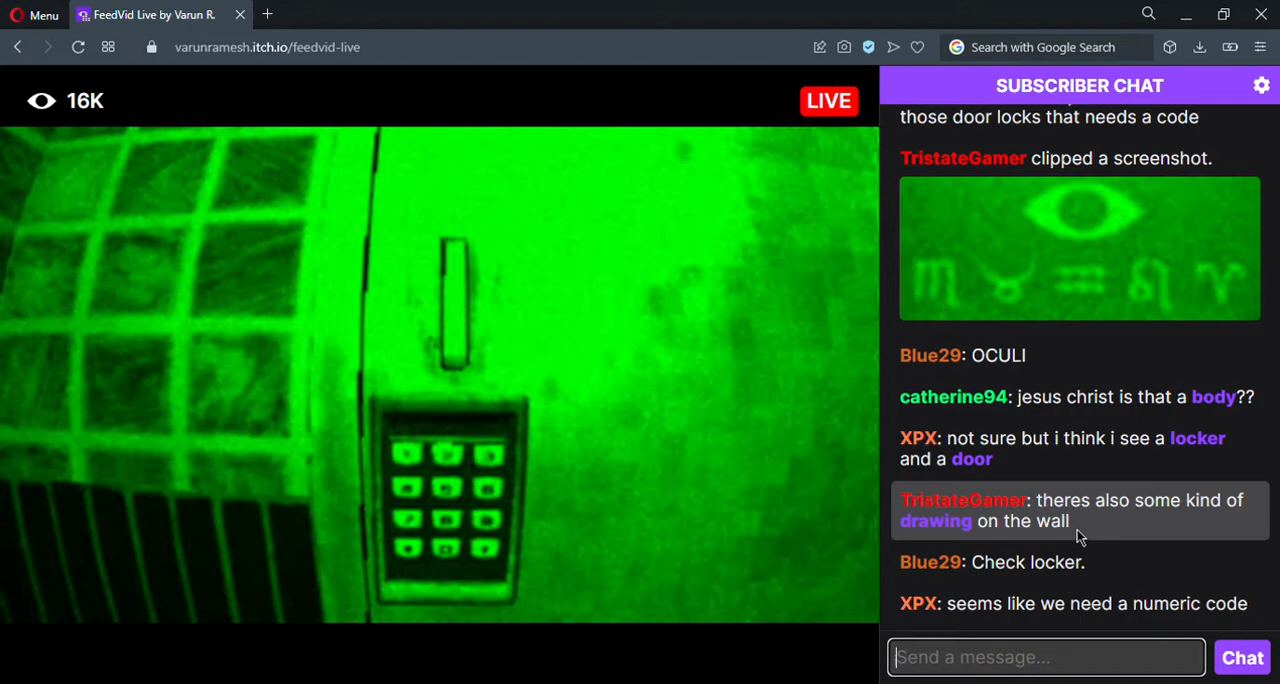 Menu
FeedVid Live by Varun R.
varunramesh.itch.io/feedvid-live
Search with Google Search
16K
LIVE
SUBSCRIBER CHAT
those door locks that needs a code
TristateGamer clipped a screenshot.
♏ ♉ ♒ ♌ ♈
Blue29: OCULI
catherine94: jesus christ is that a body??
XPX: not sure but i think i see a locker
and a door
TristateGamer: theres also some kind of
drawing on the wall
Blue29: Check locker.
XPX: seems like we need a numeric code
Send a message...
Chat